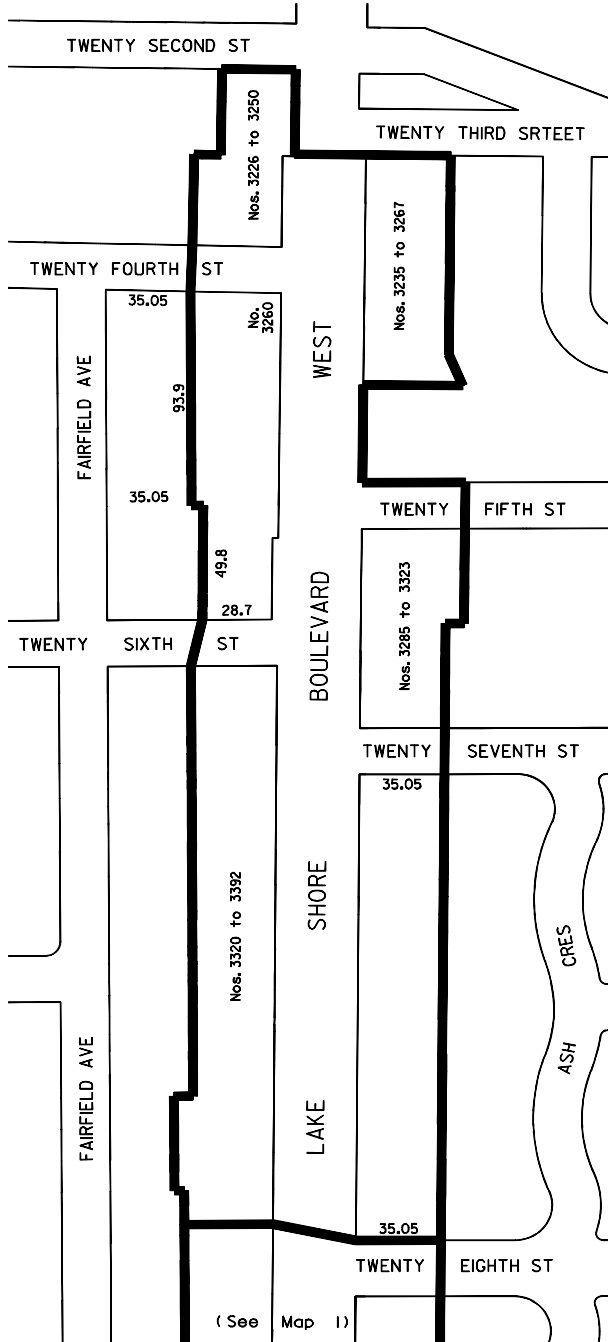 TWENTY SECOND ST
TWENTY THIRD SRTEET
Nos. 3226 to 3250
Nos. 3235 to 3267
TWENTY FOURTH ST
35.05
No.
3260
WEST
FAIRFIELD AVE
93.9
35.05
TWENTY FIFTH ST
49.8
28.7
BOULEVARD
Nos. 3285 to 3323
TWENTY SIXTH ST
TWENTY SEVENTH ST
35.05
SHORE
Nos. 3320 to 3392
CRES
ASH
FAIRFIELD AVE
LAKE
35.05
TWENTY EIGHTH ST
(See Map 1)